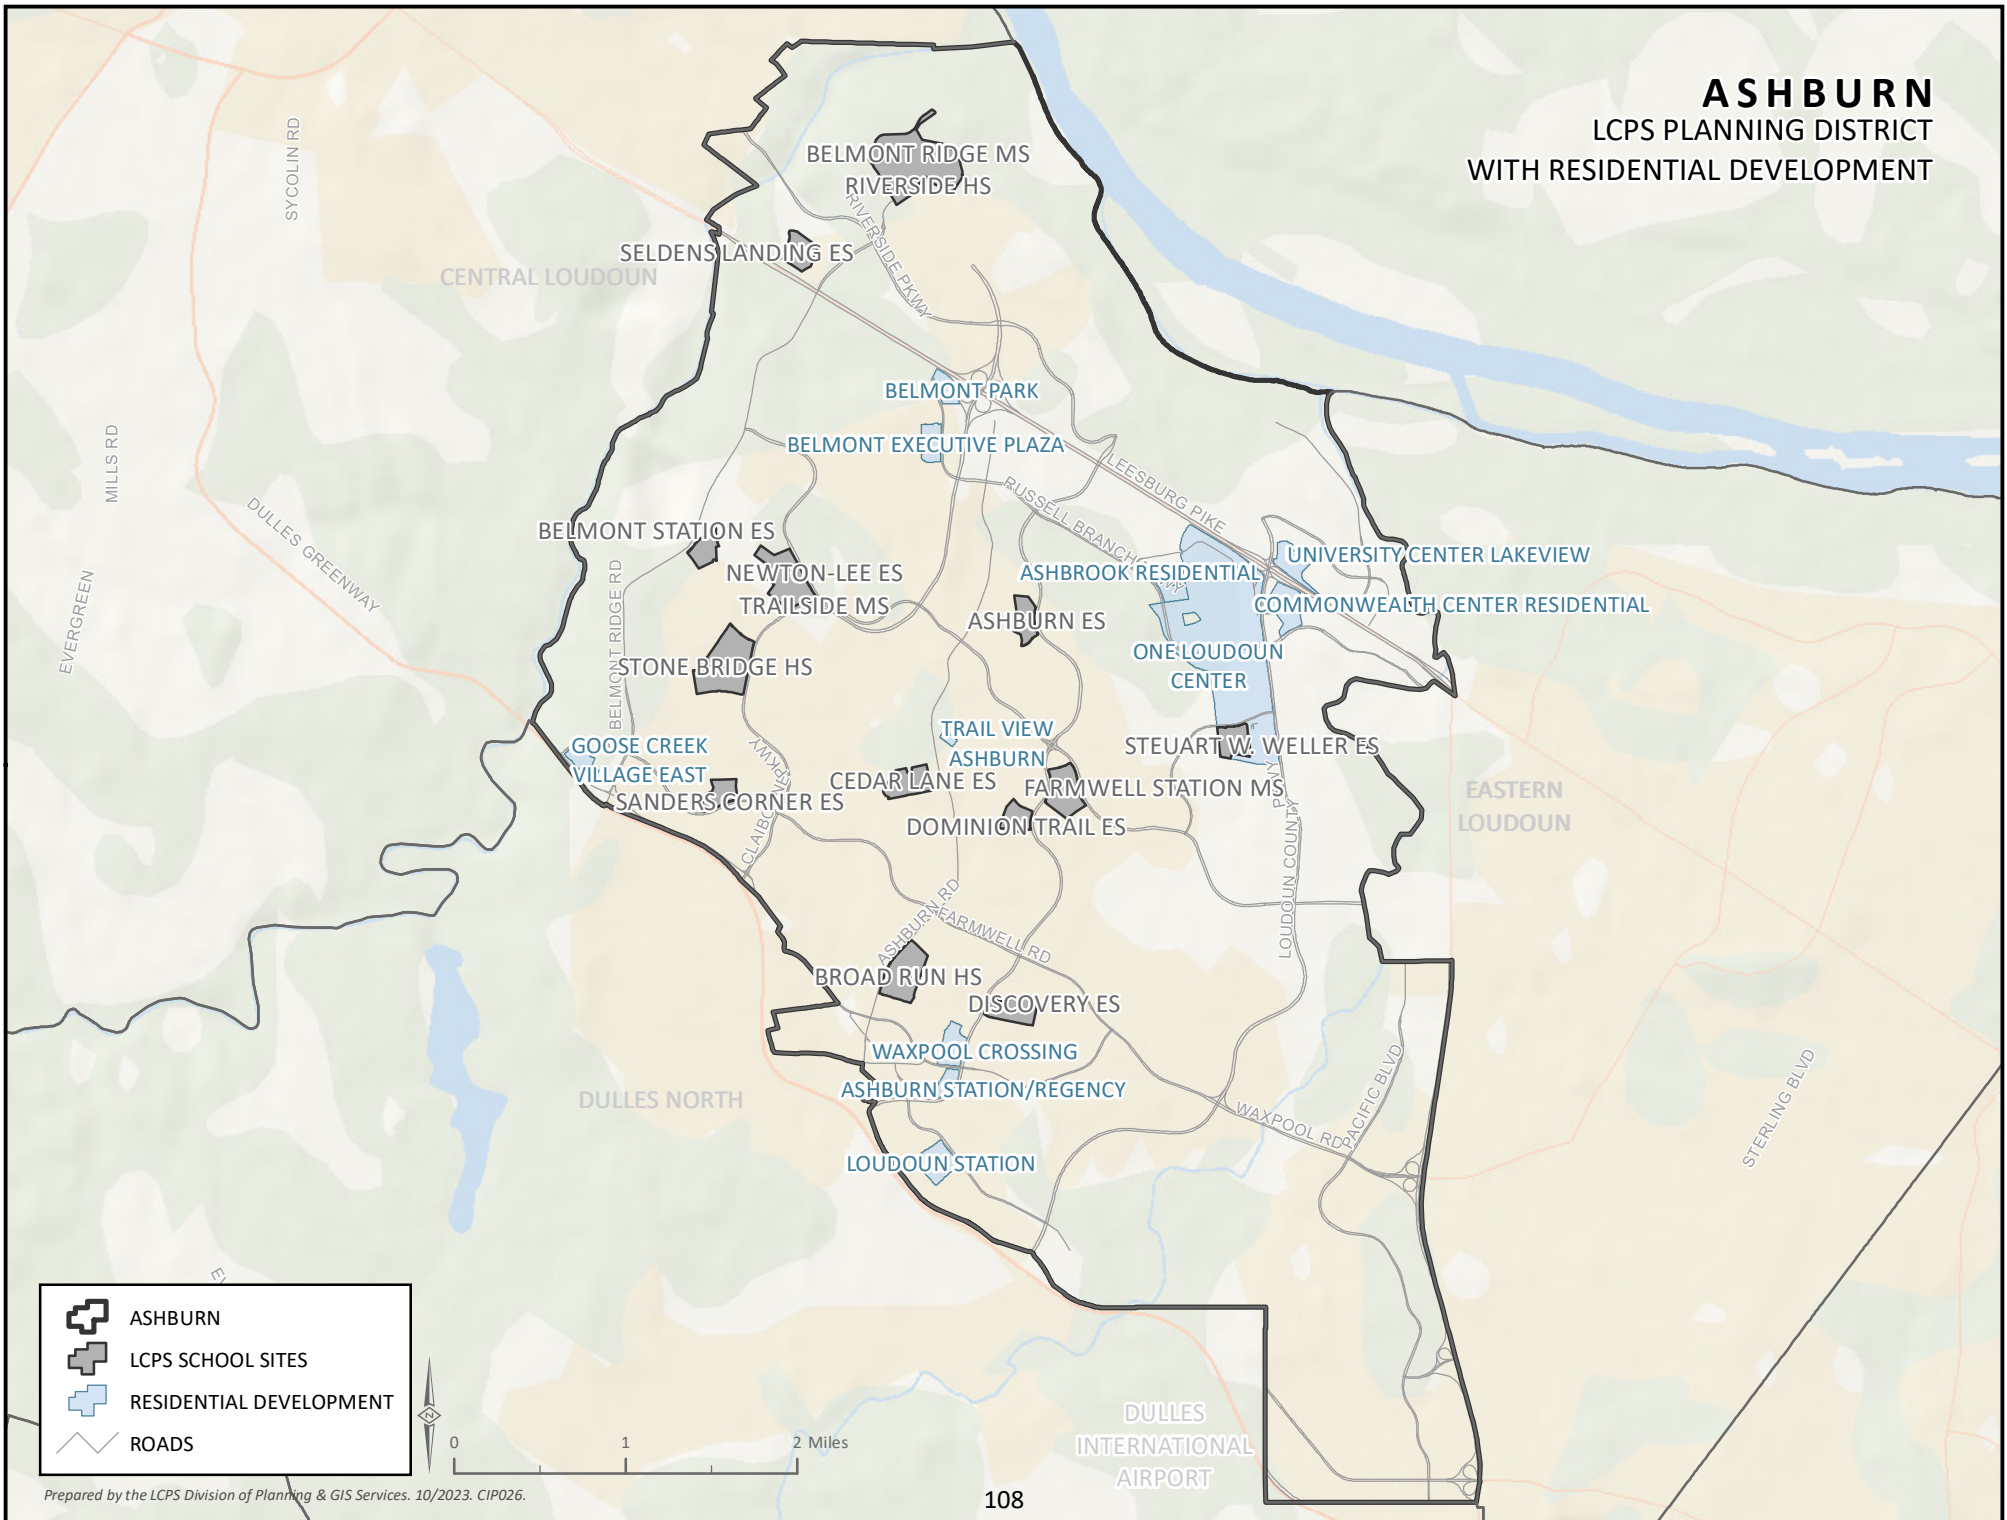 ASHBURN
LCPS PLANNING DISTRICT
WITH RESIDENTIAL DEVELOPMENT
SYCOLIN RD
BELMONT RIDGE MS
RIVERSIDE HS
RIVERSIDE PKWY
SELDENS LANDING ES
CENTRAL LOUDOUN
BELMONT PARK
BELMONT EXECUTIVE PLAZA
MILLS RD
LEESBURG PIKE
RUSSELL BRANCH PKWY
DULLES GREENWAY
BELMONT STATION ES
UNIVERSITY CENTER LAKEVIEW
NEWTON-LEE ES
TRAILSIDE MS
ASHBROOK RESIDENTIAL
COMMONWEALTH CENTER RESIDENTIAL
EVERGREEN
ASHBURN ES
BELMONT RIDGE RD
STONE BRIDGE HS
ONE LOUDOUN
CENTER
TRAIL VIEW
ASHBURN
GOOSE CREEK
VILLAGE EAST
STEUART W. WELLER ES
CEDAR LANE ES
FARMWELL STATION MS
SANDERS CORNER ES
EASTERN
LOUDOUN
CLAIBORNE PKWY
DOMINION TRAIL ES
LOUDOUN COUNTY PKWY
ASHBURN RD
FARMWELL RD
BROAD RUN HS
DISCOVERY ES
WAXPOOL CROSSING
ASHBURN STATION/REGENCY
DULLES NORTH
WAXPOOL RD
PACIFIC BLVD
STERLING BLVD
LOUDOUN STATION
ASHBURN
LCPS SCHOOL SITES
RESIDENTIAL DEVELOPMENT
ROADS
N
0 1 2 Miles
DULLES
INTERNATIONAL
AIRPORT
Prepared by the LCPS Division of Planning & GIS Services. 10/2023. CIP026.
108